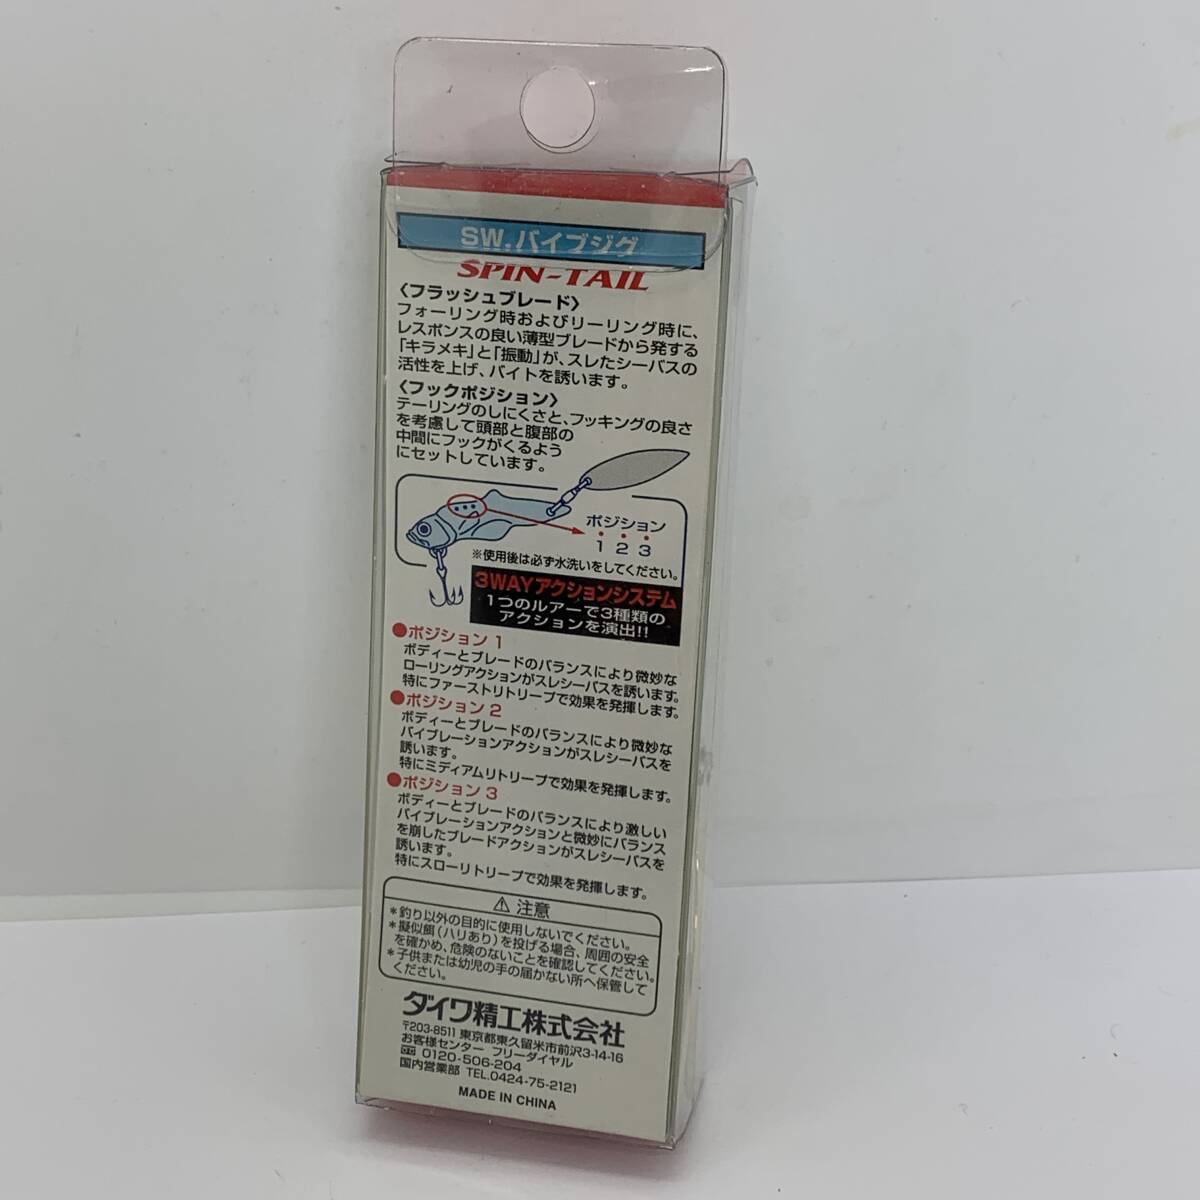 SW.バイブジグ
SPIN-TAIL
〈フラッシュブレード〉
フォーリング時およびリーリング時に、
レスポンスの良い薄型ブレードから発する
「キラメキ」と「振動」が、スレたシーバスの
活性を上げ、バイトを誘います。
〈フックポジション〉
テーリングのしにくさと、フッキングの良さ
を考慮して頭部と腹部の
中間にフックがくるよう
にセットしています。
ポジション
1 2 3
※使用後は必ず水洗いをしてください。
3WAYアクションシステム
1つのルアーで3種類の
アクションを演出!!
●ポジション 1
ボディーとブレードのバランスにより微妙な
ローリングアクションがスレシーバスを誘います。
特にファーストリトリーブで効果を発揮します。
●ポジション 2
ボディーとブレードのバランスにより微妙な
バイブレーションアクションがスレシーバスを
誘います。
特にミディアムリトリーブで効果を発揮します。
●ポジション 3
ボディーとブレードのバランスにより激しい
バイブレーションアクションと微妙にバランス
を崩したブレードアクションがスレシーバスを
誘います。
特にスローリトリーブで効果を発揮します。
⚠ 注意
*釣り以外の目的に使用しないでください。
*擬似餌(ハリあり)を投げる場合、周囲の安全
を確かめ、危険のないことを確認してください。
*子供または幼児の手の届かない所へ保管して
ください。
ダイワ精工株式会社
〒203-8511 東京都東久留米市前沢3-14-16
お客様センター フリーダイヤル
0120-506-204
国内営業部 TEL.0424-75-2121
MADE IN CHINA